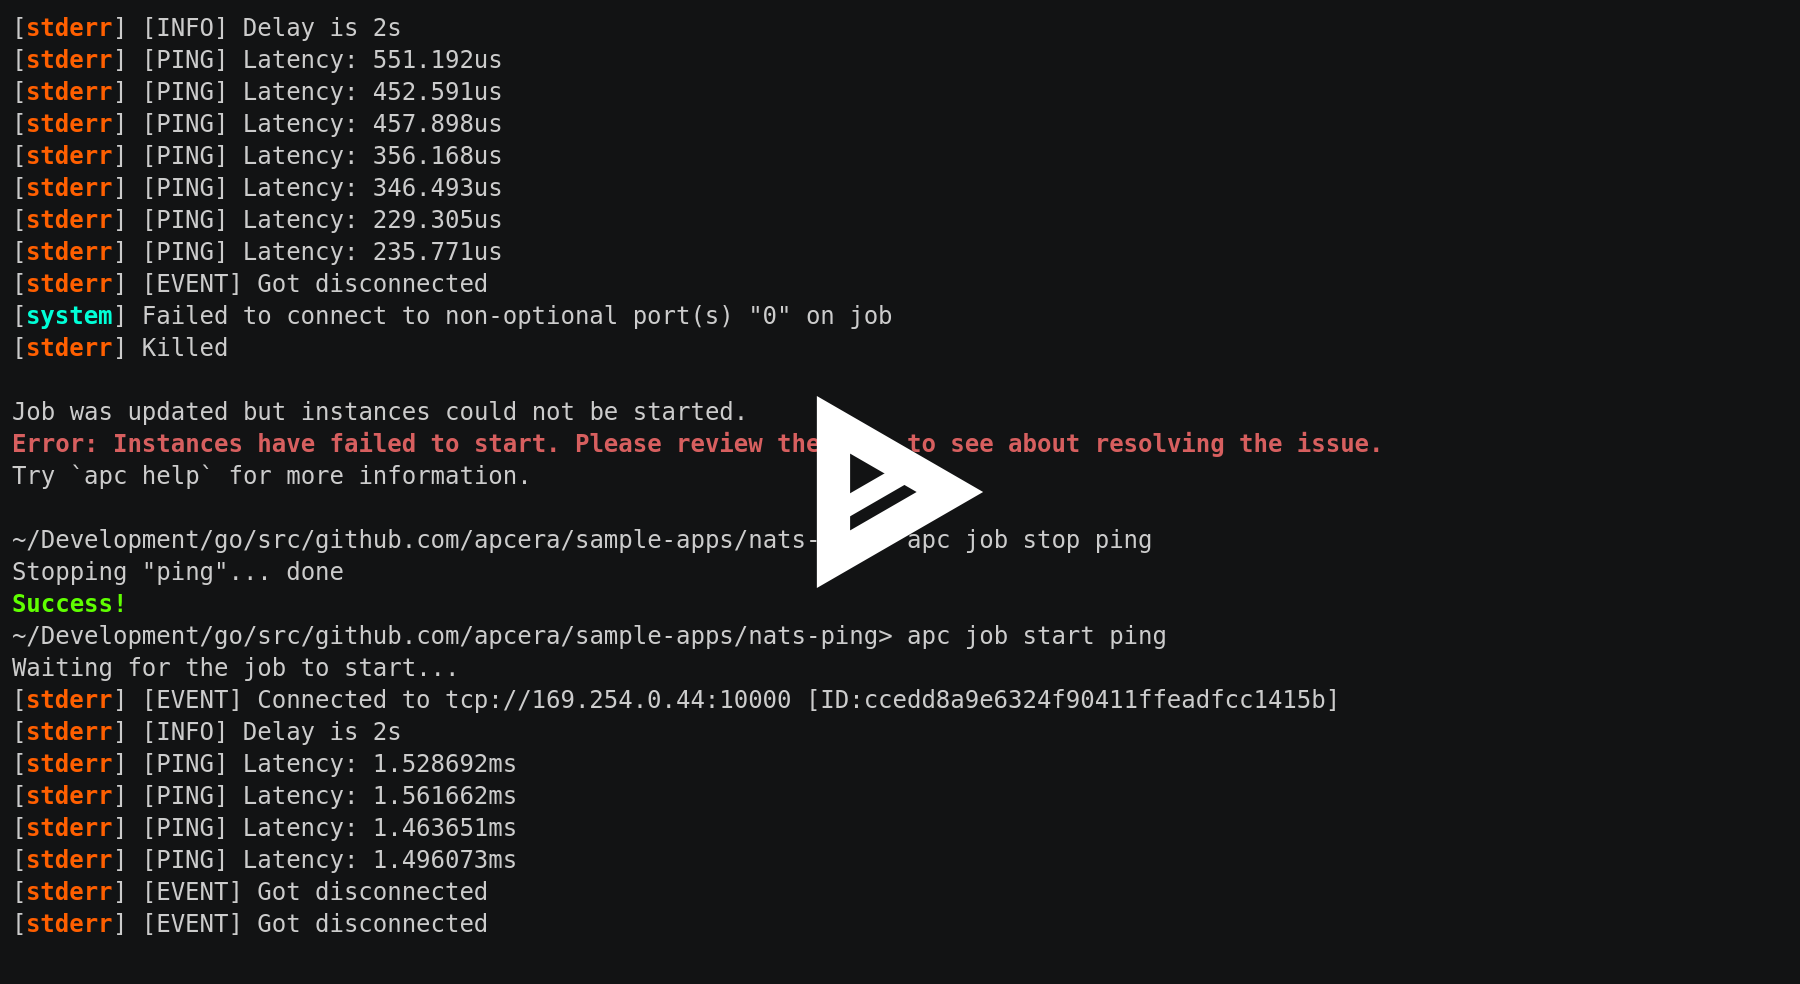 [stderr] [INFO] Delay is 2s
[stderr] [PING] Latency: 551.192us
[stderr] [PING] Latency: 452.591us
[stderr] [PING] Latency: 457.898us
[stderr] [PING] Latency: 356.168us
[stderr] [PING] Latency: 346.493us
[stderr] [PING] Latency: 229.305us
[stderr] [PING] Latency: 235.771us
[stderr] [EVENT] Got disconnected
[system] Failed to connect to non-optional port(s) "0" on job
[stderr] Killed
Job was updated but instances could not be started.
Error: Instances have failed to start. Please review the to see about resolving the issue.
Try `apc help` for more information.
~/Development/go/src/github.com/apcera/sample-apps/nats- apc job stop ping
Stopping "ping"... done
Success!
~/Development/go/src/github.com/apcera/sample-apps/nats-ping> apc job start ping
Waiting for the job to start...
[stderr] [EVENT] Connected to tcp://169.254.0.44:10000 [ID:ccedd8a9e6324f90411ffeadfcc1415b]
[stderr] [INFO] Delay is 2s
[stderr] [PING] Latency: 1.528692ms
[stderr] [PING] Latency: 1.561662ms
[stderr] [PING] Latency: 1.463651ms
[stderr] [PING] Latency: 1.496073ms
[stderr] [EVENT] Got disconnected
[stderr] [EVENT] Got disconnected